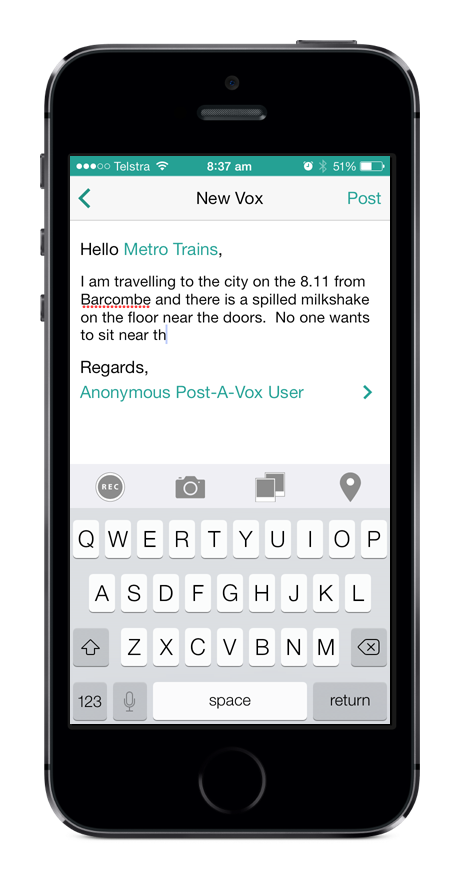 Telstra 8:37 am 51%
New Vox Post
Hello Metro Trains,
I am travelling to the city on the 8.11 from
Barcombe and there is a spilled milkshake
on the floor near the doors.  No one wants
to sit near th
Regards,
Anonymous Post-A-Vox User
REC
Q W E R T Y U I O P
A S D F G H J K L
Z X C V B N M
123 space return